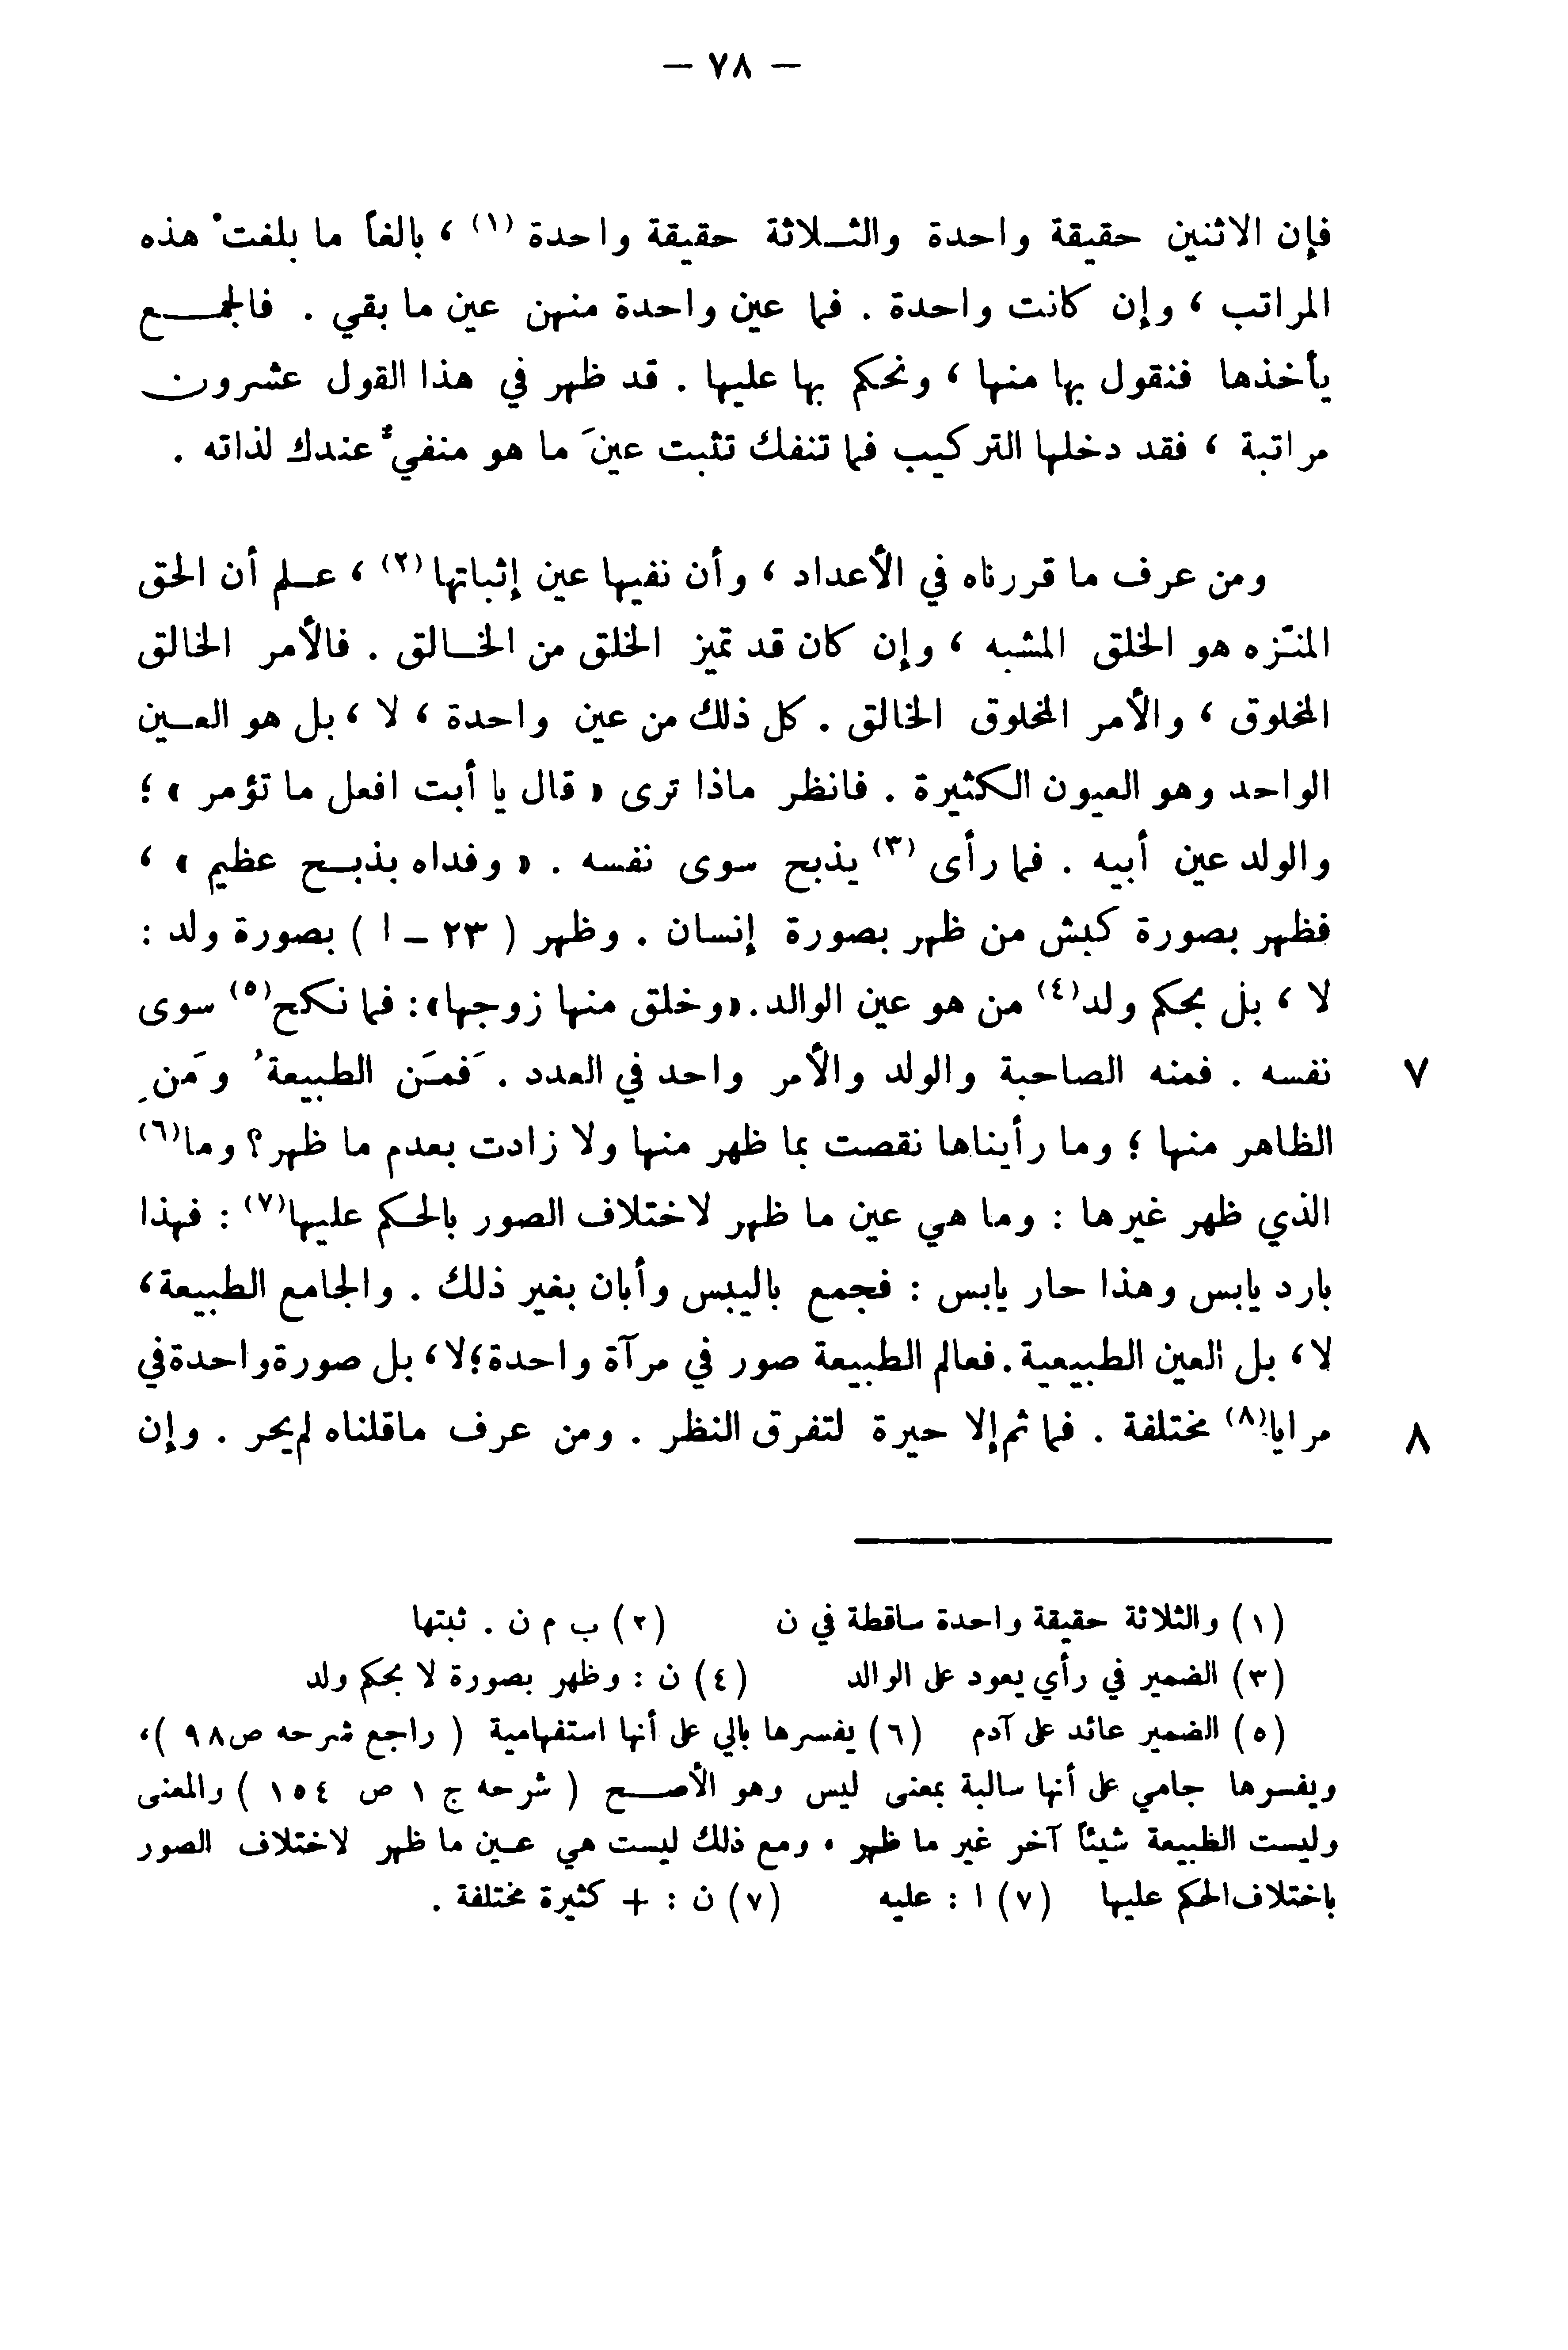 — ٧٨ —
فإن الاثنين حقيقة واحدة والثـلاثة حقيقة واحدة (١) ، بالغاً ما بلغتْ هذه
المراتب ، وإن كانت واحدة . فما عين واحدة منهن عين ما بقي . فالجمـع
يأخذها فنقول بها منها ، ونحكم بها عليها . قد ظهر في هذا القول عشرون
مراتبة ، فقد دخلها التركيب فما تنفك تثبت عينَ ما هو منفيٌ عندك لذاته .
ومن عرف ما قررناه في الأعداد ، وأن نفيها عين إثباتها (٢) ، عـلم أن الحق
المنزَّه هو الخلق المشبه ، وإن كان قد تميز الخلق من الخـالق . فالأمر الخالق
المخلوق ، والأمر المخلوق الخالق . كل ذلك من عين واحدة ، لا ، بل هو العـين
الواحد وهو العيون الكثيرة . فانظر ماذا ترى « قال يا أبت افعل ما تؤمر » ؛
والولد عين أبيه . فما رأى (٣) يذبح سوى نفسه . « وفداه بذبـح عظيم » ،
فظهر بصورة كبش من ظهر بصورة إنسان . وظهر ( ٢٣ – ا ) بصورة ولد :
لا ، بل بحكم ولد(٤) من هو عين الوالد . «وخلق منها زوجها» : فما نكح(٥) سوى
٧ نفسه . فمنه الصاحبة والولد والأمر واحد في العدد . فَمَن الطبيعةُ ومَن
الظاهر منها ؛ وما رأيناها نقصت بما ظهر منها ولا زادت بعدم ما ظهر؟ وما(٦)
الذي ظهر غيرها : وما هي عين ما ظهر لاختلاف الصور بالحكم عليها(٧) : فهذا
بارد يابس وهذا حار يابس : فجمع باليبس وأبان بغير ذلك . والجامع الطبيعة ،
لا ، بل العين الطبيعية . فعالم الطبيعة صور في مرآة واحدة ؛ لا ، بل صورة واحدة في
٨ مرايا(٨) مختلفة . فما ثم إلا حيرة لتفرق النظر . ومن عرف ما قلناه لم يحر . وإن
(١) والثلاثة حقيقة واحدة ساقطة في ن (٢) ب م ن . ثبتها
(٣) الضمير في رأي يعود على الوالد (٤) ن : وظهر بصورة لا بحكم ولد
(٥) الضمير عائد على آدم (٦) يفسرها بالي على أنها استفهامية ( راجع شرحه ص٩٨ )،
ويفسرها جامي على أنها سالبة بمعنى ليس وهو الأصـح ( شرحه ج ١ ص ١٥٤ ) والمعنى
وليست الطبيعة شيئاً آخر غير ما ظهر ، ومع ذلك ليست هي عـين ما ظهر لاختلاف الصور
باختلاف الحكم عليها (٧) ا : عليه (٧) ن : + كثيرة مختلفة .